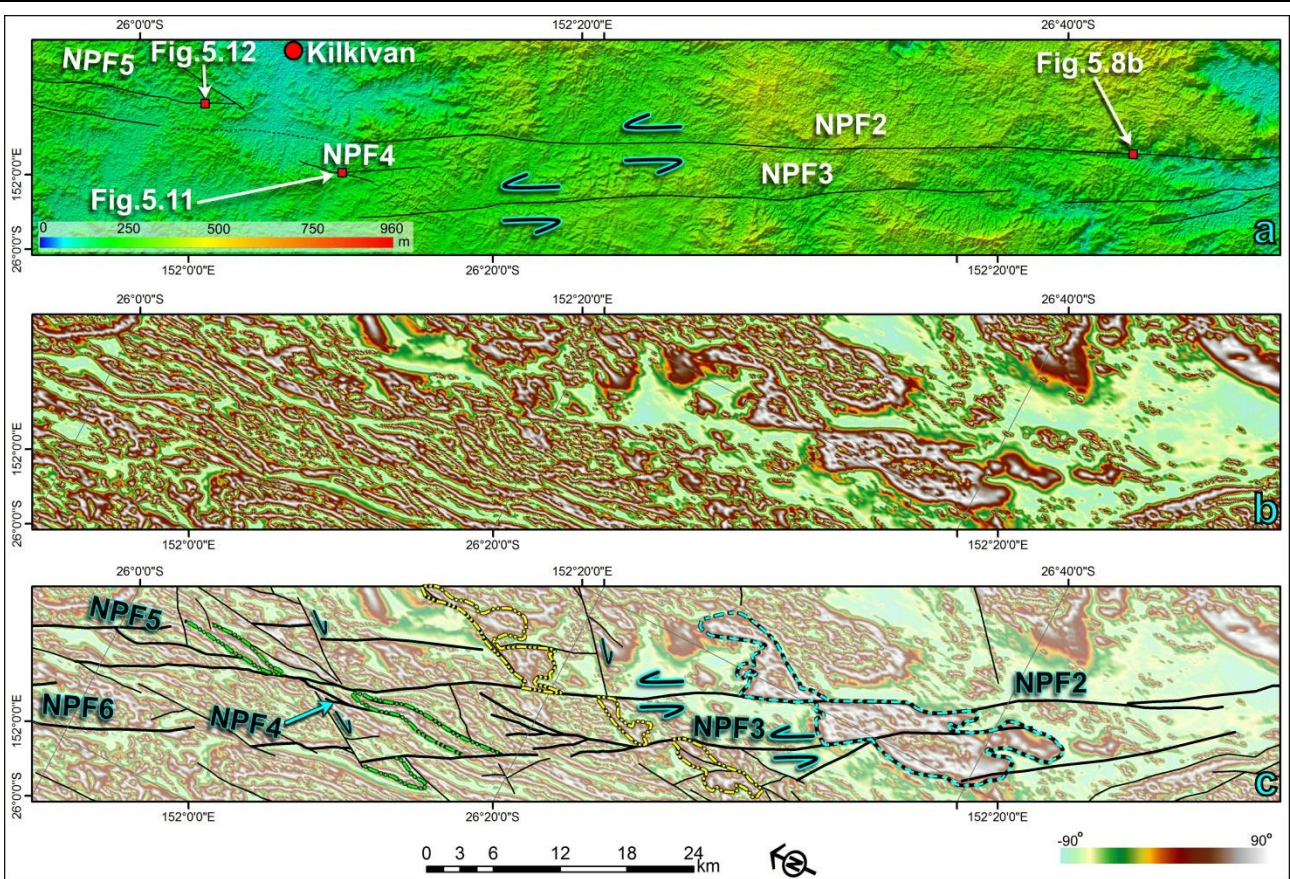 26°0'0"S 152°20'0"E 26°40'0"S
NPF5 Fig.5.12 Kilkivan Fig.5.8b
NPF2
NPF4 NPF3
Fig.5.11
0 250 500 750 960 m
a
152°0'0"E
26°0'0"S
152°0'0"E 26°20'0"S 152°20'0"E
26°0'0"S 152°20'0"E 26°40'0"S
152°0'0"E
26°0'0"S
b
152°0'0"E 26°20'0"S 152°20'0"E
26°0'0"S 152°20'0"E 26°40'0"S
NPF5
NPF2
NPF6 NPF4 NPF3
152°0'0"E
26°0'0"S
c
152°0'0"E 26°20'0"S 152°20'0"E
0 3 6 12 18 24
km
N
-90° 90°